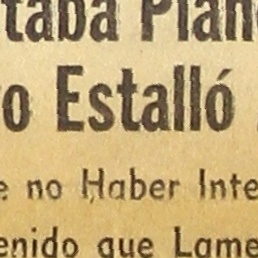 taba Plan
o Estalló
e no Haber Inte
enido que Lame